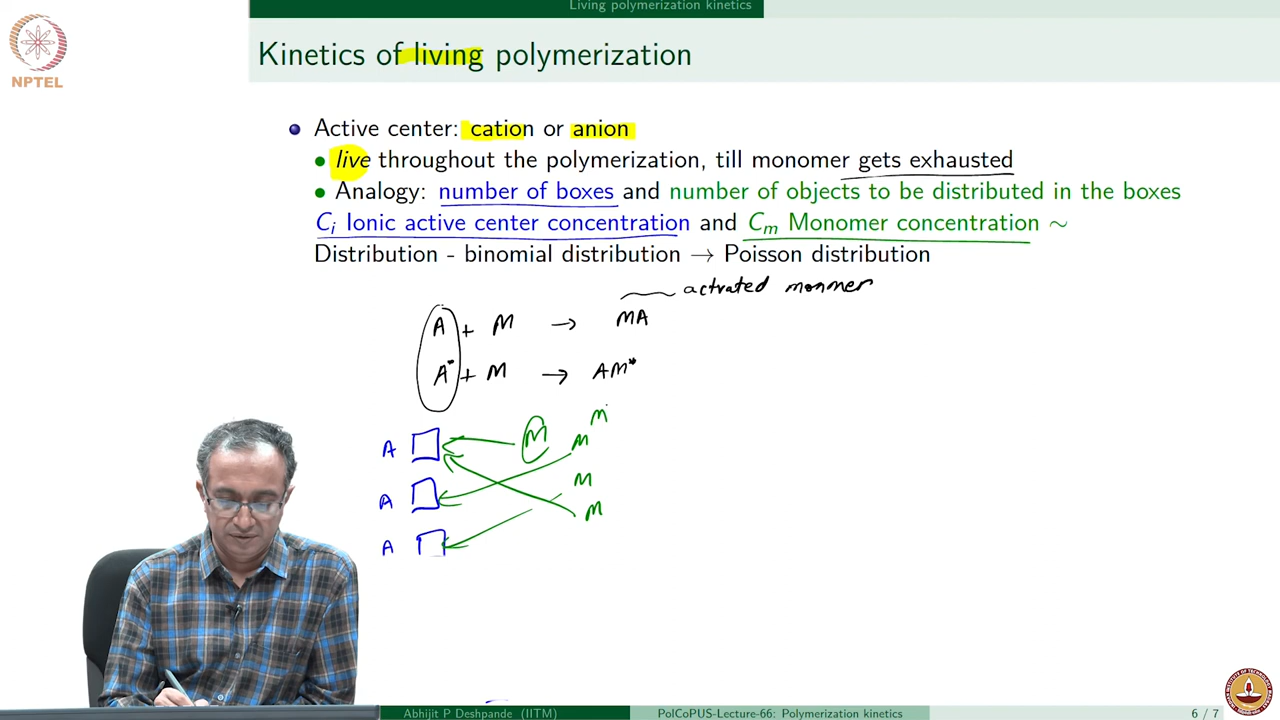 Living polymerization kinetics
Kinetics of living polymerization
NPTEL
Active center: cation or anion
• live throughout the polymerization, till monomer gets exhausted
• Analogy: number of boxes and number of objects to be distributed in the boxes
Ci Ionic active center concentration and Cm Monomer concentration ∼
Distribution - binomial distribution → Poisson distribution
activated monmer
A + M → MA
A* + M → AM*
M
A M M
A M
M
A
Abhijit P Deshpande (IITM) PolCoPUS-Lecture-66: Polymerization kinetics 6 / 7